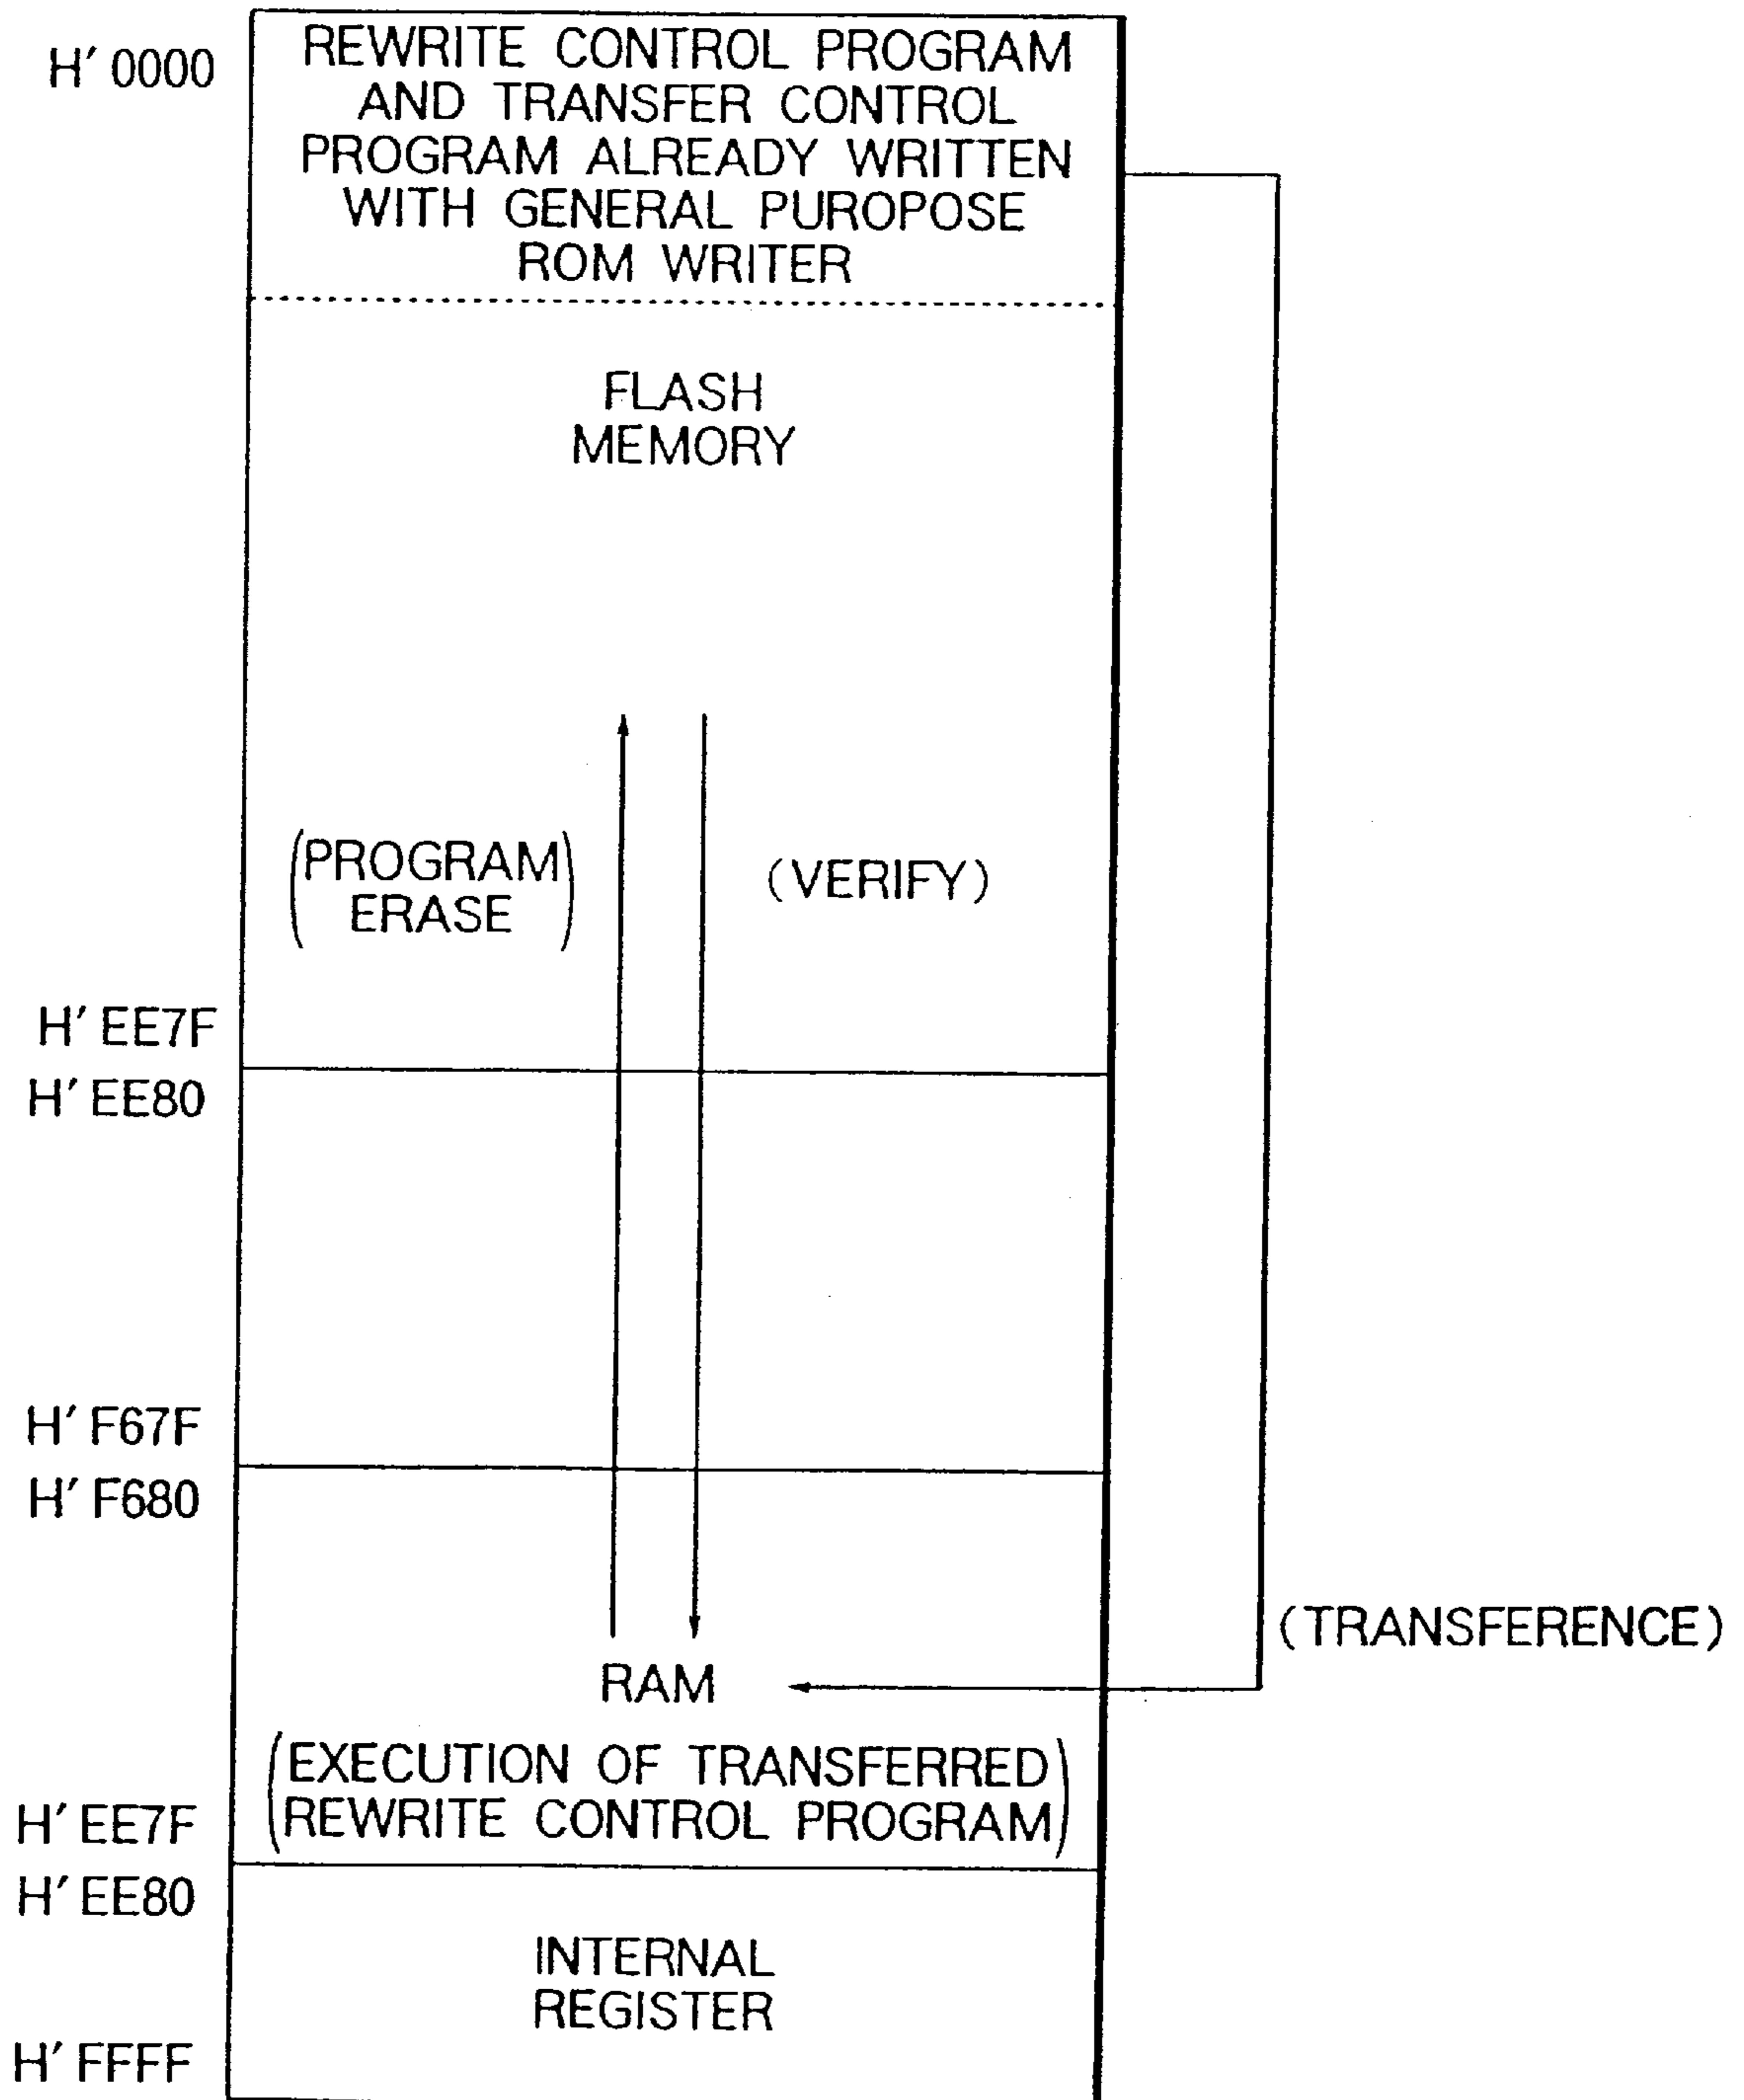 H' 0000
REWRITE CONTROL PROGRAM
AND TRANSFER CONTROL
PROGRAM ALREADY WRITTEN
WITH GENERAL PUROPOSE
ROM WRITER
FLASH
MEMORY
(PROGRAM
ERASE)
(VERIFY)
H' EE7F
H' EE80
H' F67F
H' F680
(TRANSFERENCE)
RAM
(EXECUTION OF TRANSFERRED
REWRITE CONTROL PROGRAM)
H' EE7F
H' EE80
INTERNAL
REGISTER
H' FFFF